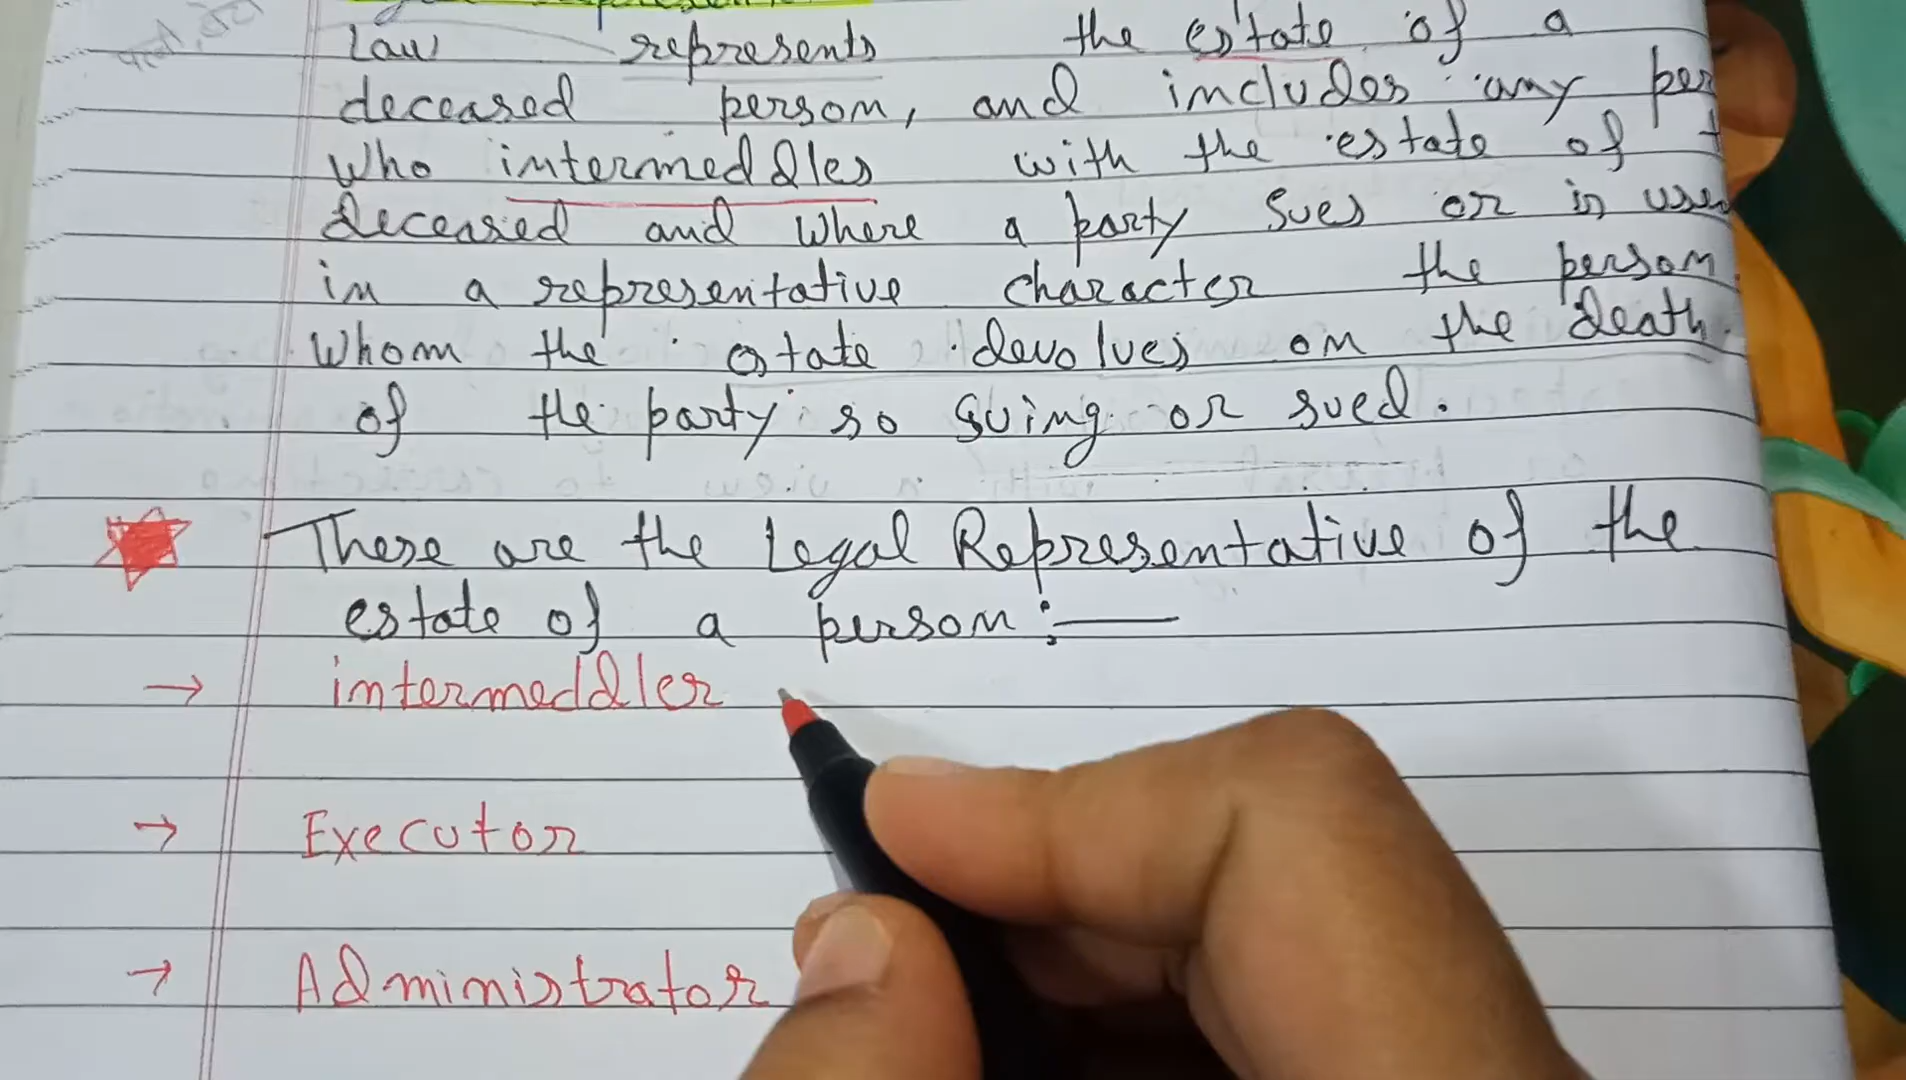 Law represents the estate of a
deceased person, and includes any per
who intermeddles with the estate of t
deceased and where a party sues or is used
in a representative character the person
whom the estate devolves on the death
of the party so suing or sued.
These are the Legal Representative of the
estate of a person :—
→ intermeddler
→ Executor
→ Administrator